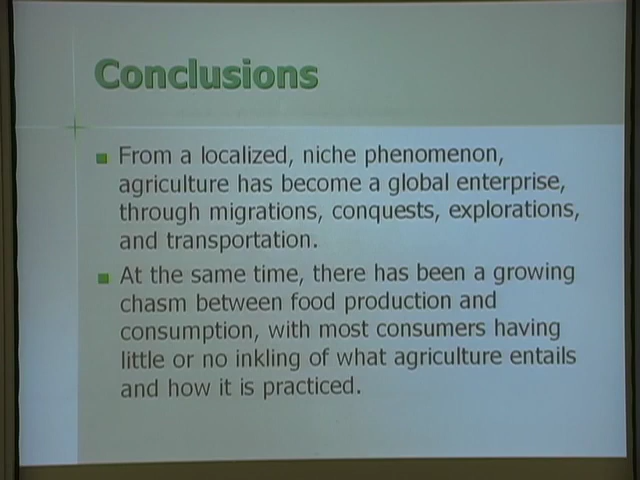 Conclusions
From a localized, niche phenomenon,
agriculture has become a global enterprise,
through migrations, conquests, explorations,
and transportation.
At the same time, there has been a growing
chasm between food production and
consumption, with most consumers having
little or no inkling of what agriculture entails
and how it is practiced.